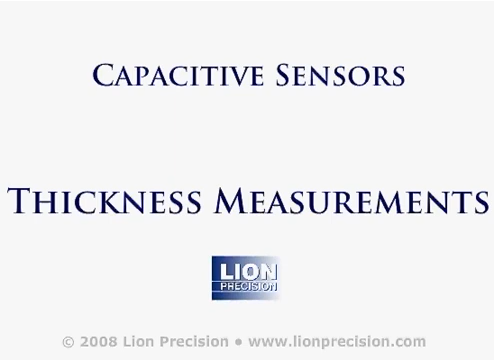 Capacitive Sensors
Thickness Measurements
LION
PRECISION
© 2008 Lion Precision • www.lionprecision.com